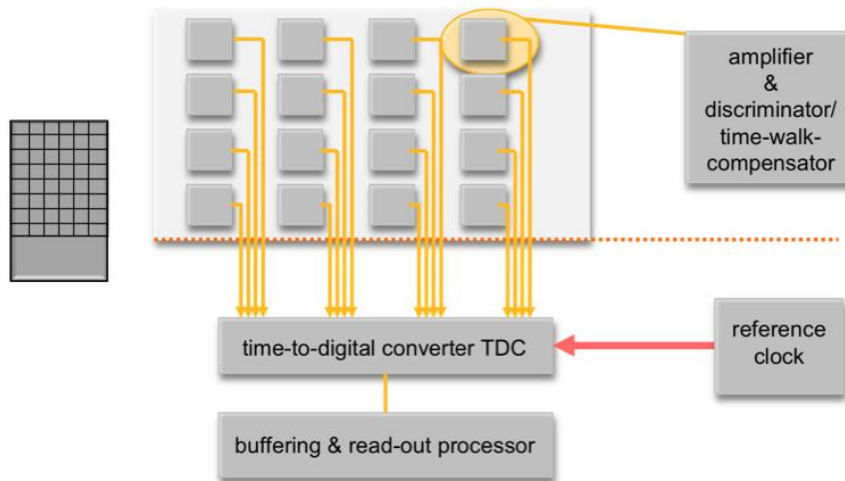 amplifier
&
discriminator/
time-walk-
compensator
time-to-digital converter TDC
reference
clock
buffering & read-out processor